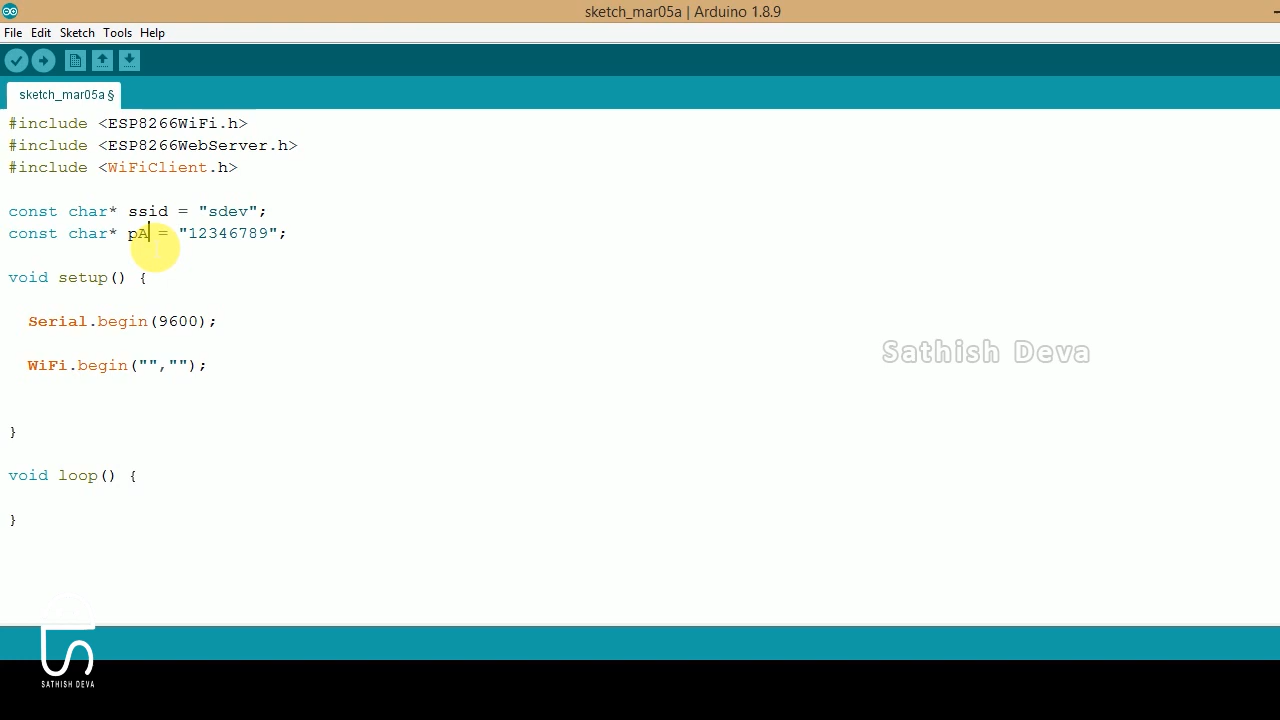 sketch_mar05a | Arduino 1.8.9
File Edit Sketch Tools Help
sketch_mar05a §
#include <ESP8266WiFi.h>
#include <ESP8266WebServer.h>
#include <WiFiClient.h>
const char* ssid = "sdev";
const char* pA = "12346789";
void setup() {
Serial.begin(9600);
WiFi.begin("","");
}
void loop() {
}
Sathish Deva
SATHISH DEVA